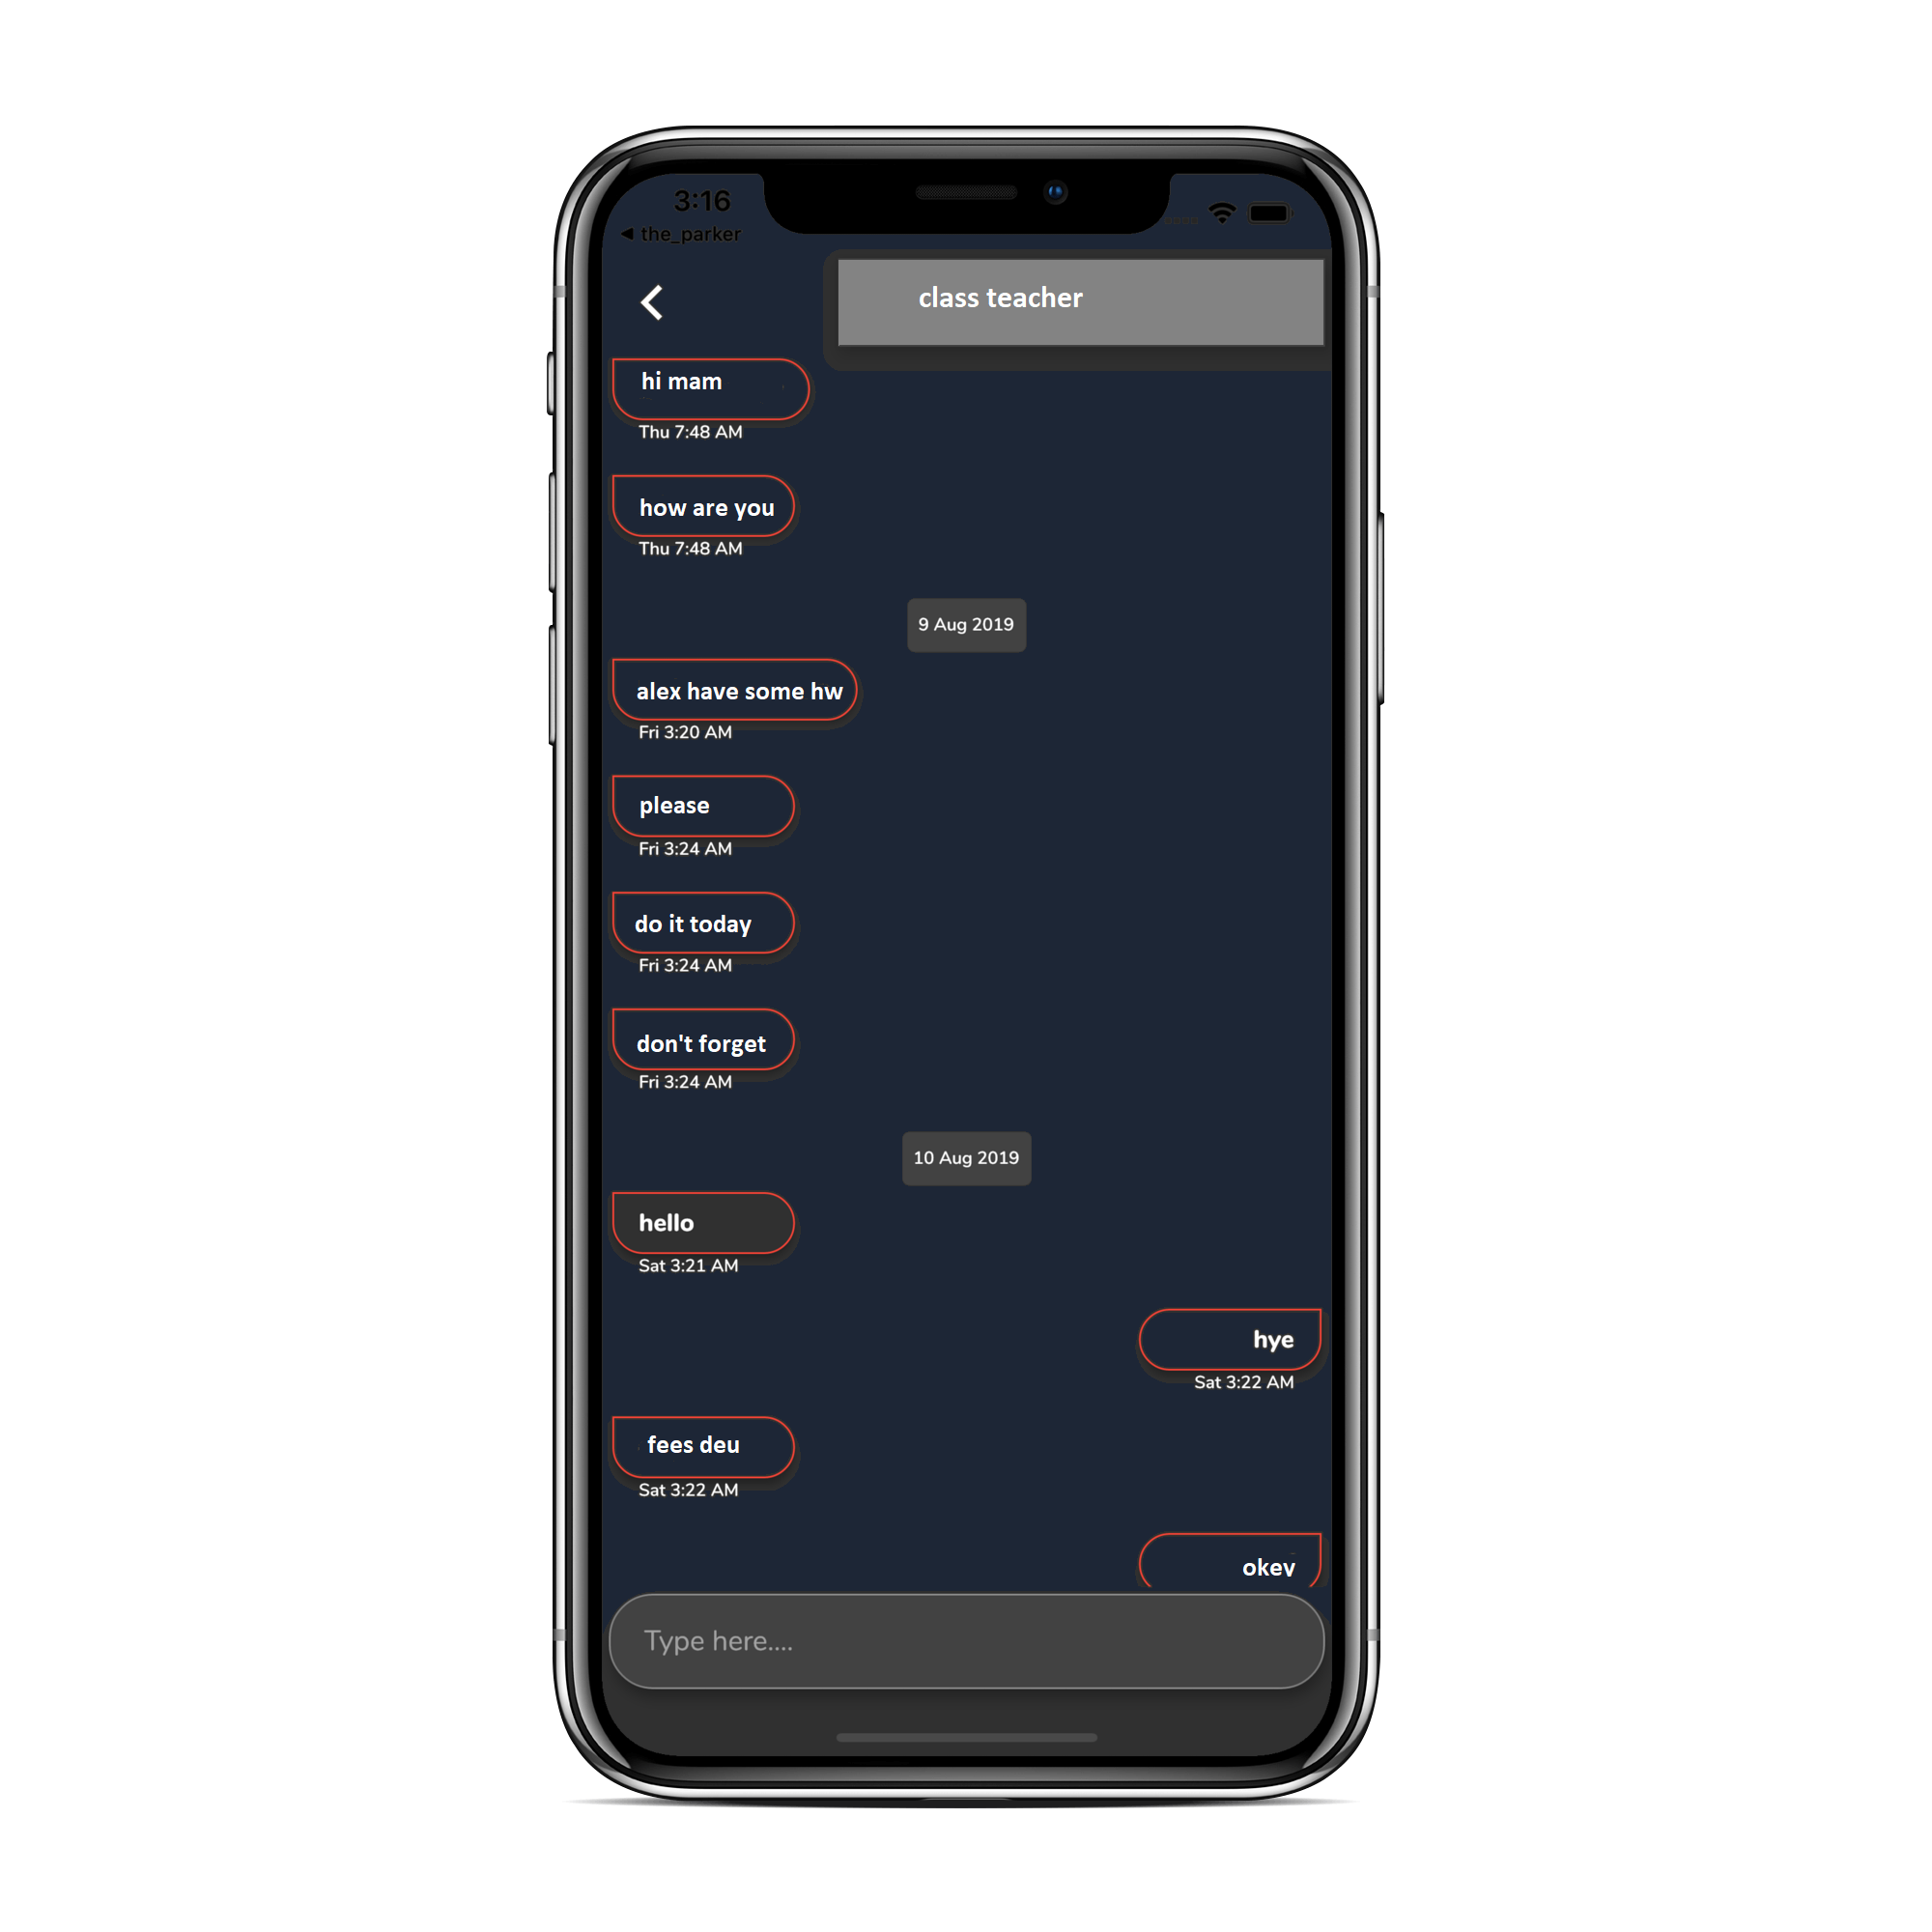 3:16
◀ the_parker
class teacher
hi mam
Thu 7:48 AM
how are you
Thu 7:48 AM
9 Aug 2019
alex have some hw
Fri 3:20 AM
please
Fri 3:24 AM
do it today
Fri 3:24 AM
don't forget
Fri 3:24 AM
10 Aug 2019
hello
Sat 3:21 AM
hye
Sat 3:22 AM
fees deu
Sat 3:22 AM
okey
Type here....